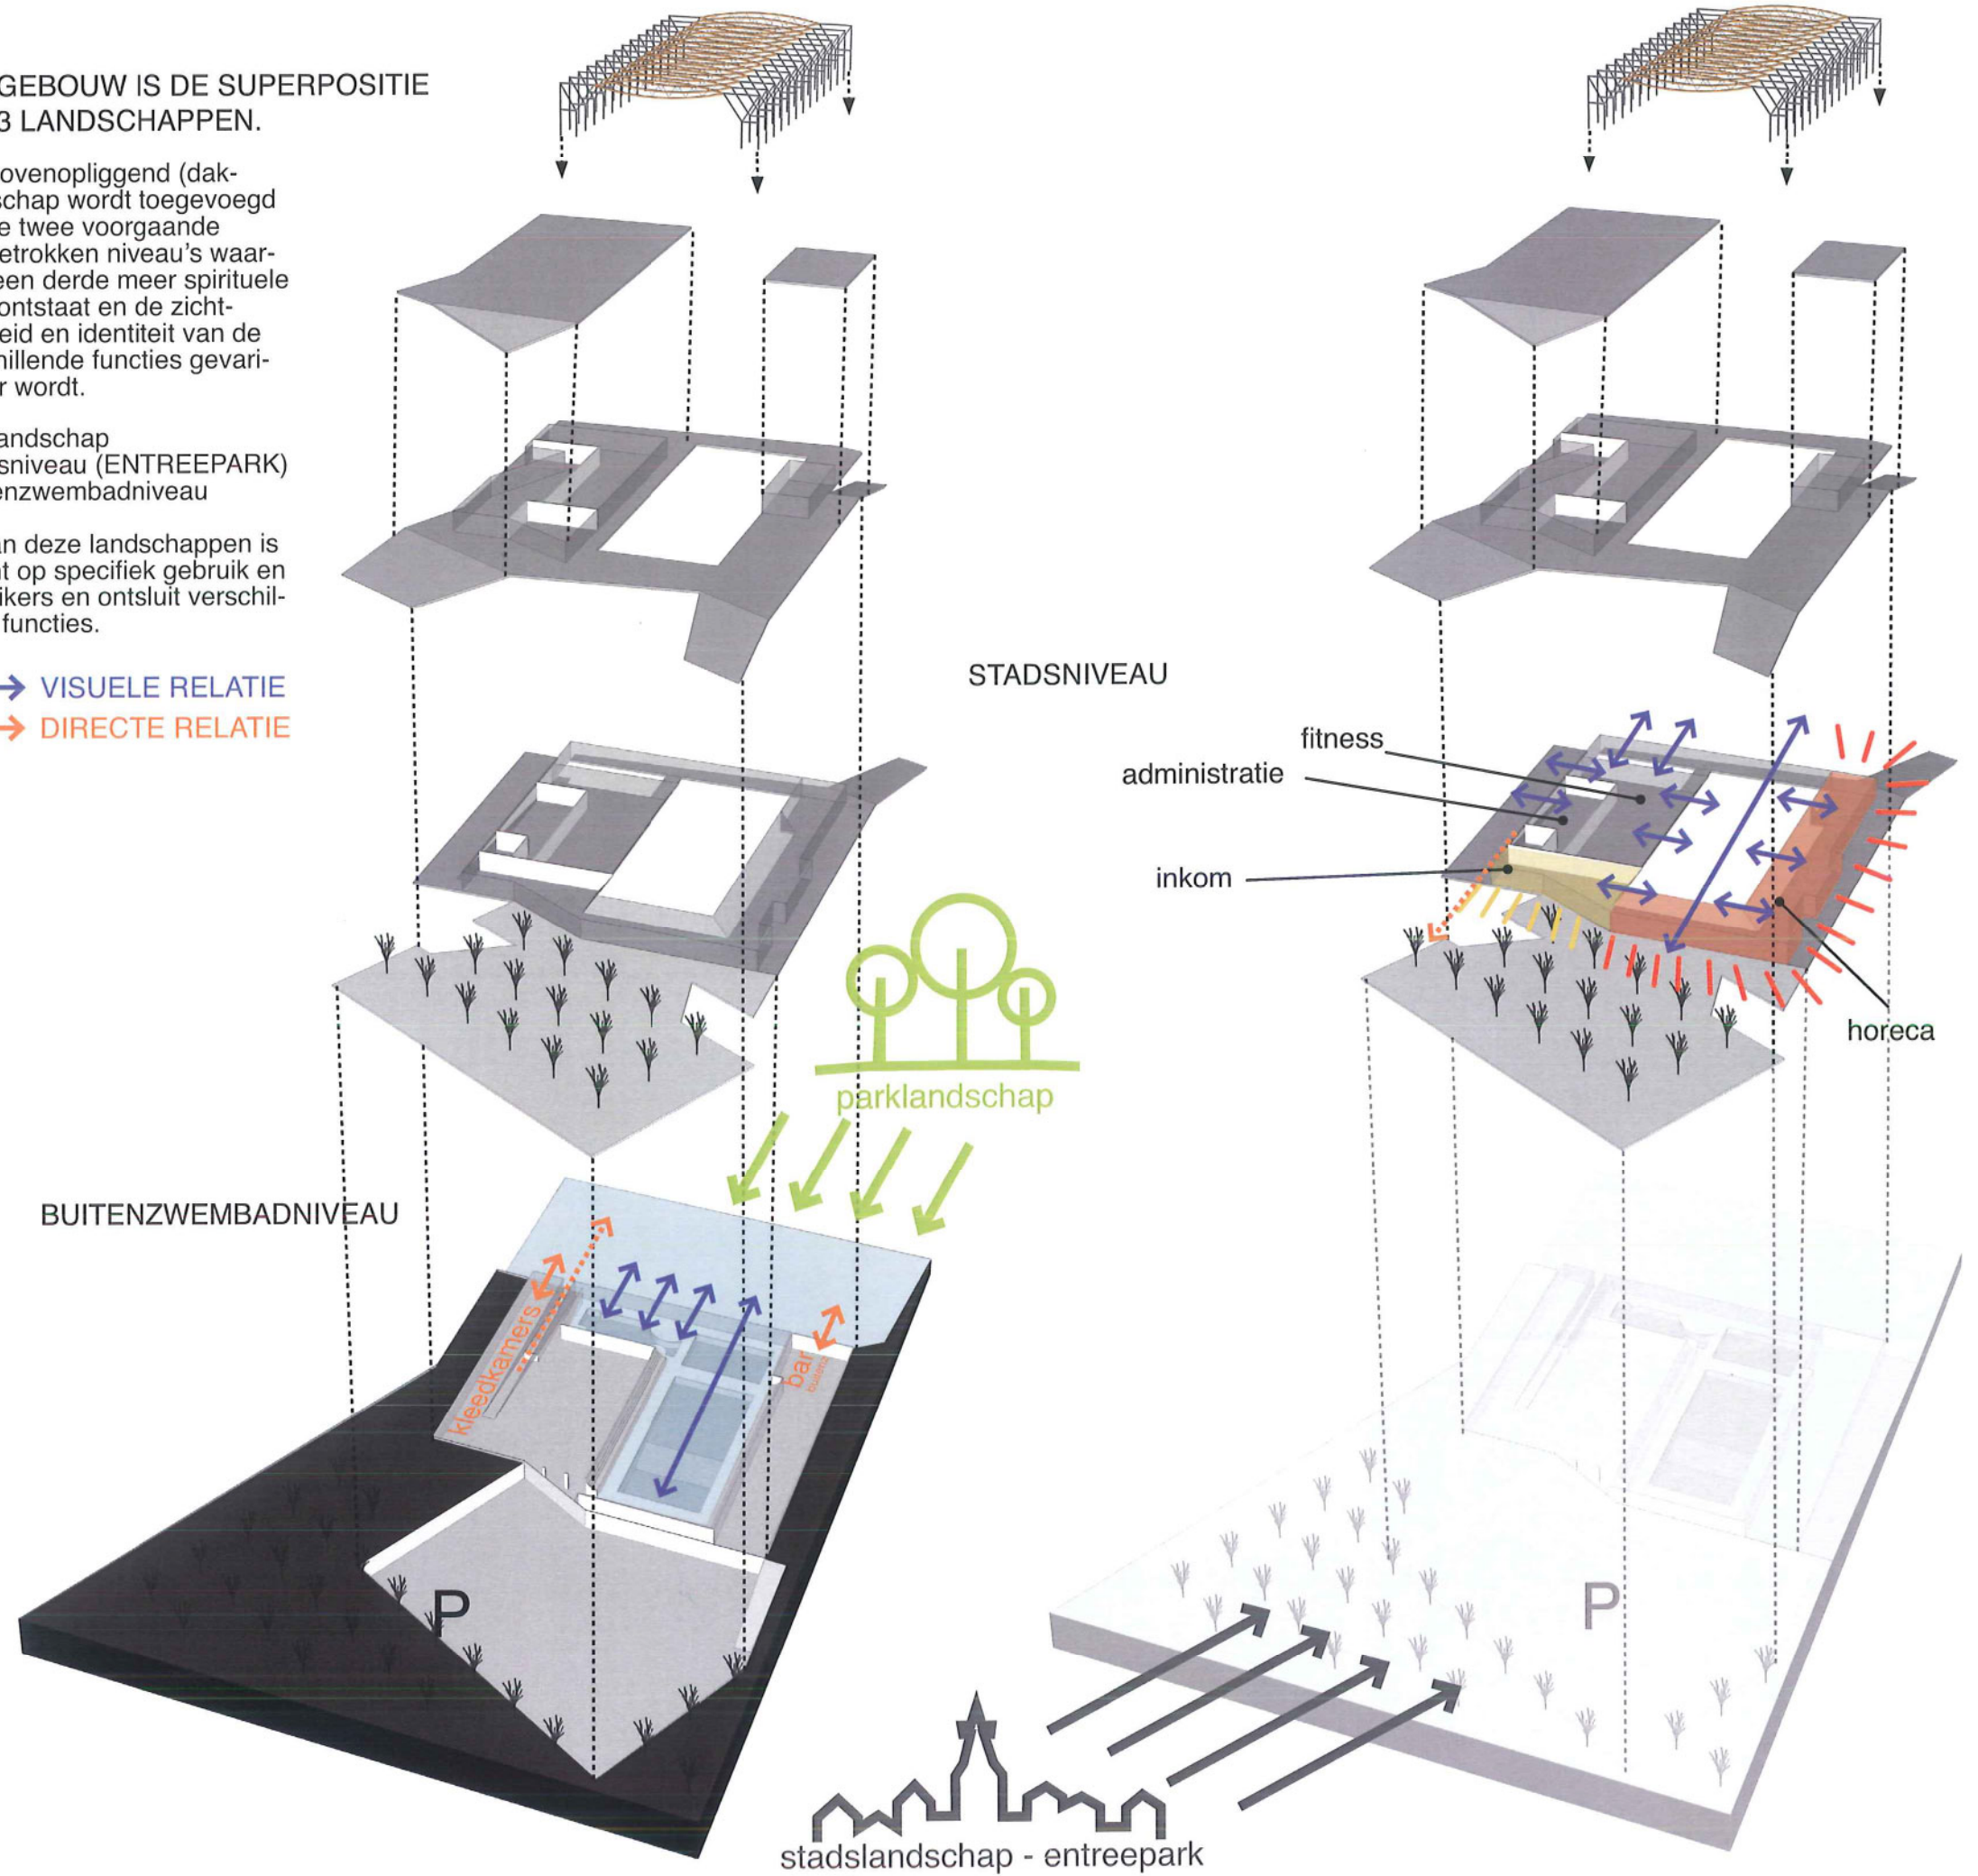 GEBOUW IS DE SUPERPOSITIE
3 LANDSCHAPPEN.
ovenopliggend (dak-
schap wordt toegevoegd
e twee voorgaande
etrokken niveau's waar-
een derde meer spirituele
ontstaat en de zicht-
eid en identiteit van de
hillende functies gevari-
r wordt.
andschap
sniveau (ENTREEPARK)
enzwembadniveau
an deze landschappen is
nt op specifiek gebruik en
ikers en ontsluit verschil-
functies.
VISUELE RELATIE
DIRECTE RELATIE
STADSNIVEAU
fitness
administratie
inkom
horeca
parklandschap
BUITENZWEMBADNIVEAU
kleedkamers
bar
buiten
P
P
stadslandschap - entreepark